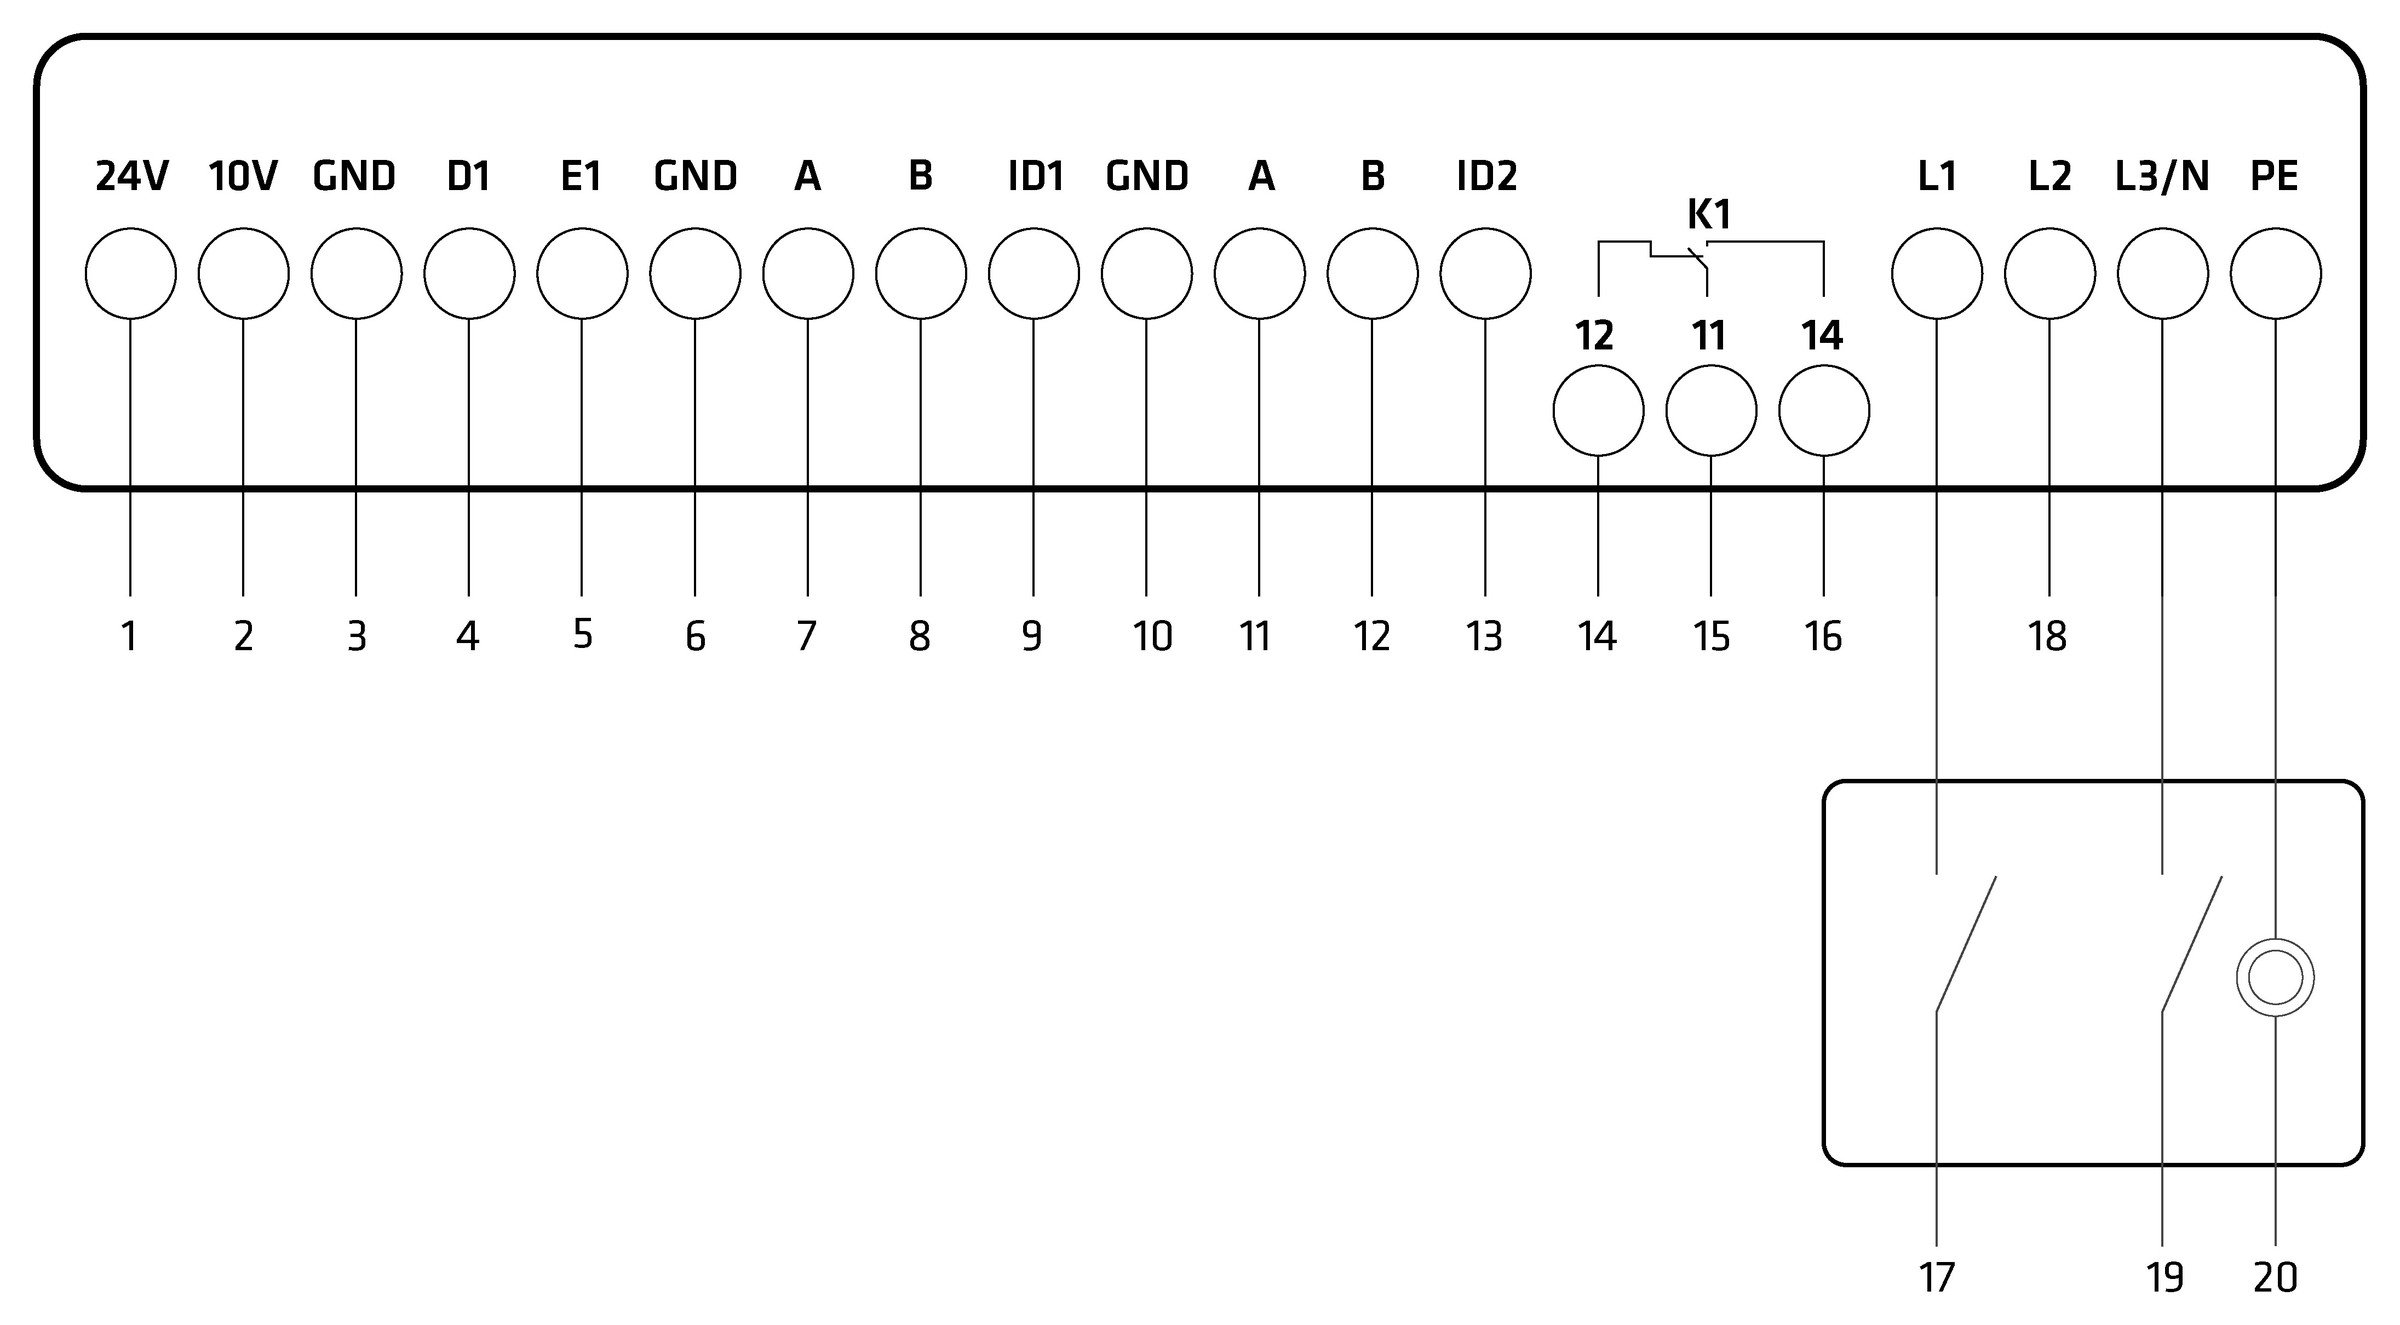 24V 10V GND D1 E1 GND A B ID1 GND A B ID2 L1 L2 L3/N PE
K1
12 11 14
1 2 3 4 5 6 7 8 9 10 11 12 13 14 15 16 18
17 19 20